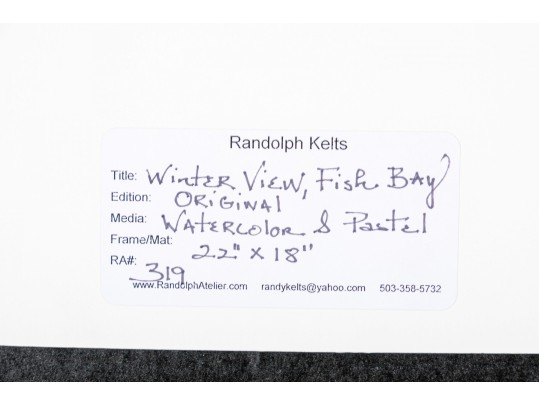 Randolph Kelts
Title: Winter View, Fish Bay
Edition: Original
Media: Watercolor & Pastel
Frame/Mat: 22" x 18"
RA#: 319
www.RandolphAtelier.com randykelts@yahoo.com 503-358-5732